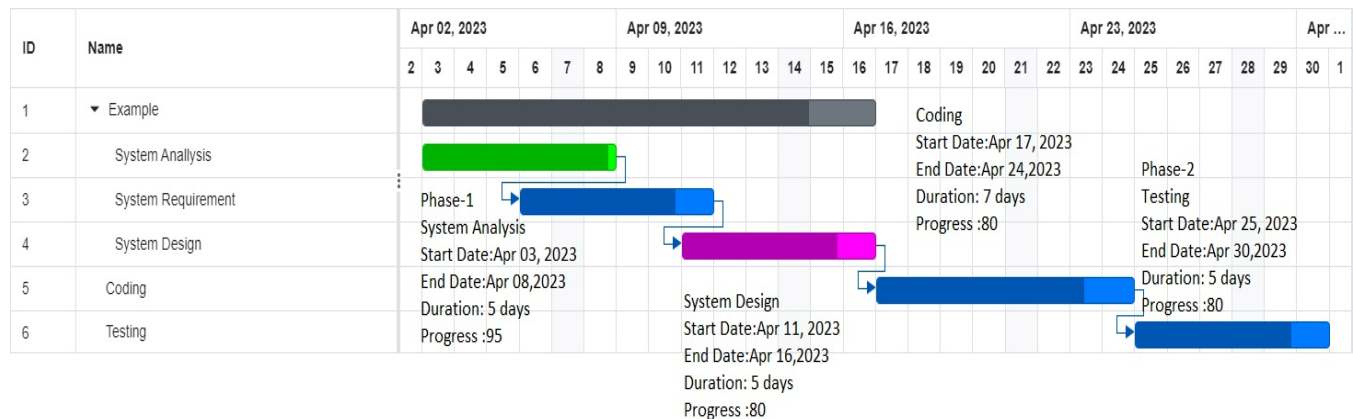 ID
Name
Apr 02, 2023
Apr 09, 2023
Apr 16, 2023
Apr 23, 2023
Apr ...
2 3 4 5 6 7 8 9 10 11 12 13 14 15 16 17 18 19 20 21 22 23 24 25 26 27 28 29 30 1
1
Example
2
System Anallysis
3
System Requirement
4
System Design
5
Coding
6
Testing
Phase-1
System Analysis
Start Date:Apr 03, 2023
End Date:Apr 08,2023
Duration: 5 days
Progress :95
System Design
Start Date:Apr 11, 2023
End Date:Apr 16,2023
Duration: 5 days
Progress :80
Coding
Start Date:Apr 17, 2023
End Date:Apr 24,2023
Duration: 7 days
Progress :80
Phase-2
Testing
Start Date:Apr 25, 2023
End Date:Apr 30,2023
Duration: 5 days
Progress :80